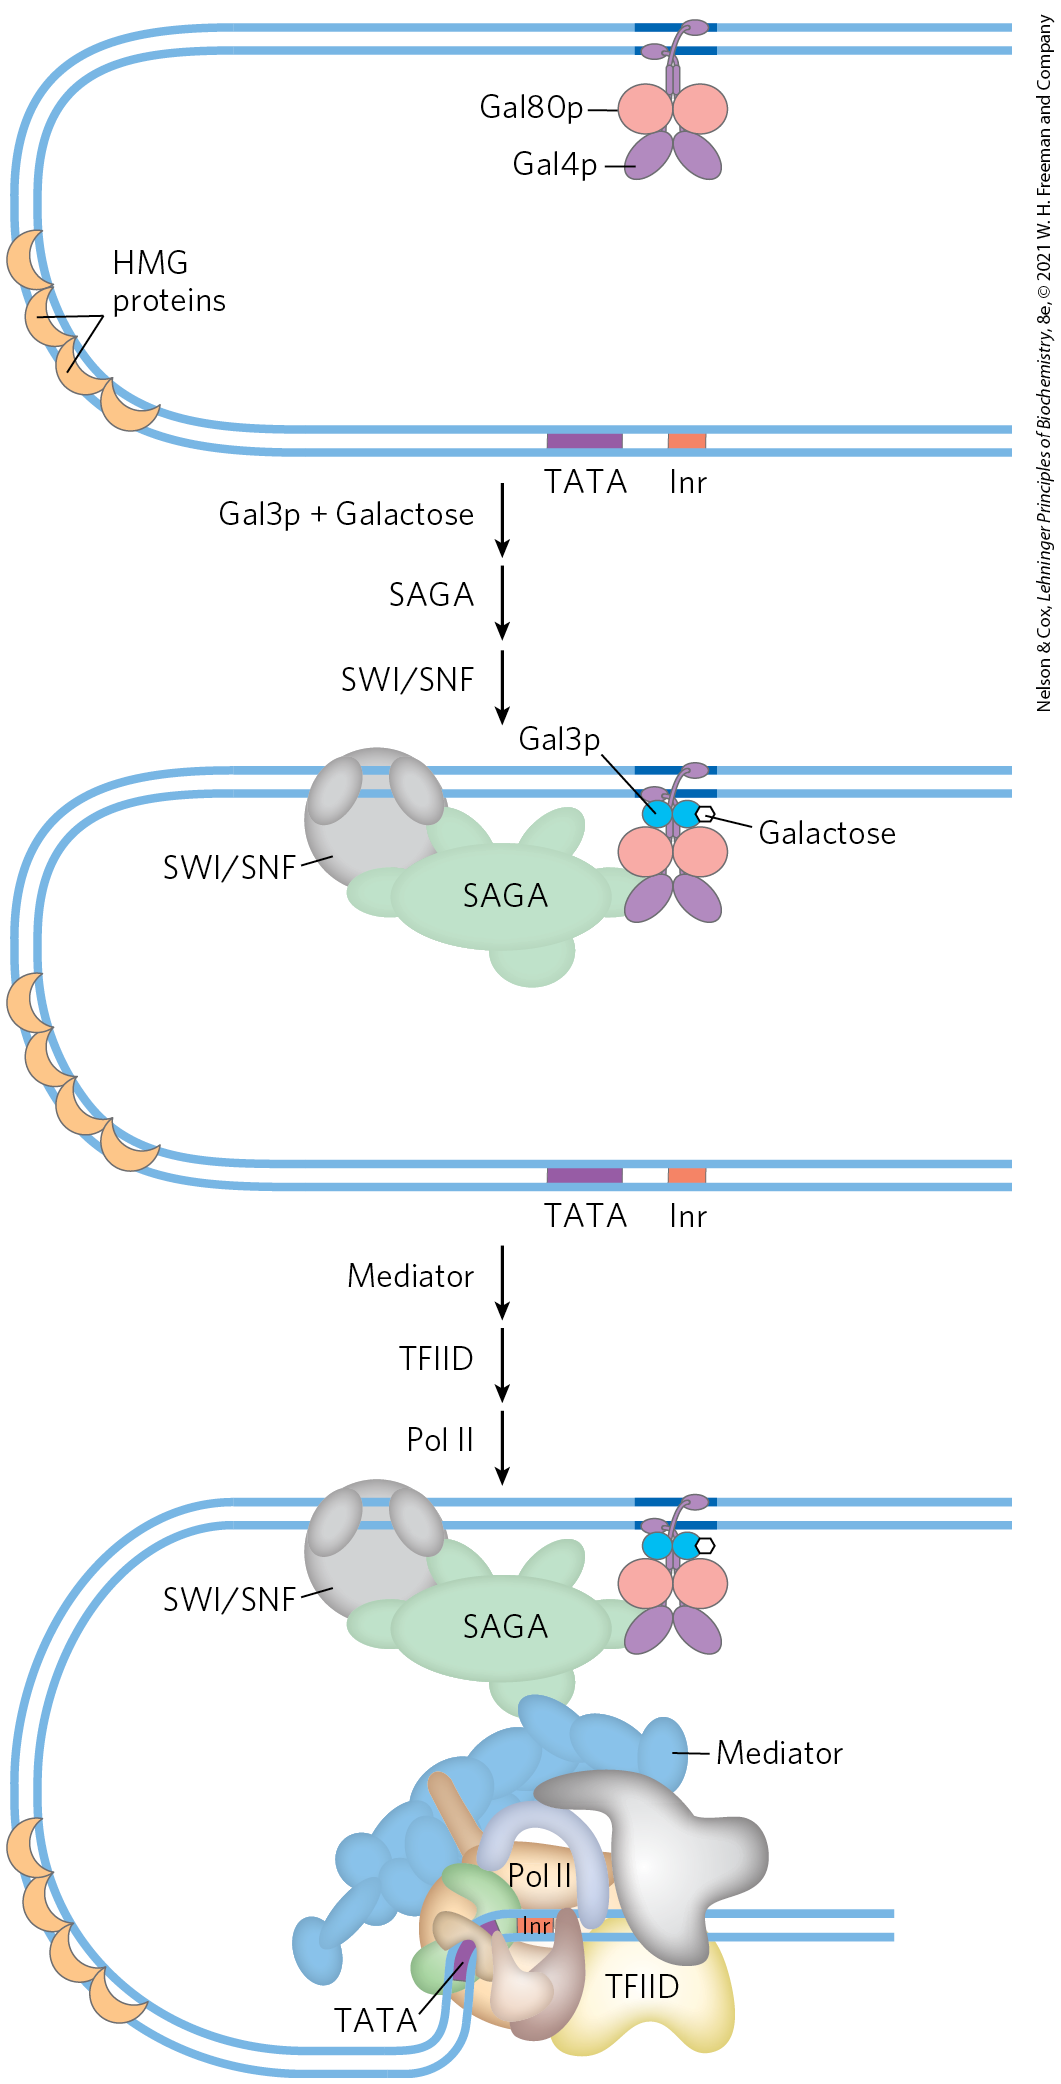 Gal80p
Gal4p
HMG
proteins
TATA
Inr
Gal3p + Galactose
SAGA
SWI/SNF
Gal3p
Galactose
SWI/SNF
SAGA
TATA
Inr
Mediator
TFIID
Pol II
SWI/SNF
SAGA
Mediator
Pol II
Inr
TFIID
TATA
Nelson & Cox, Lehninger Principles of Biochemistry, 8e, © 2021 W. H. Freeman and Company